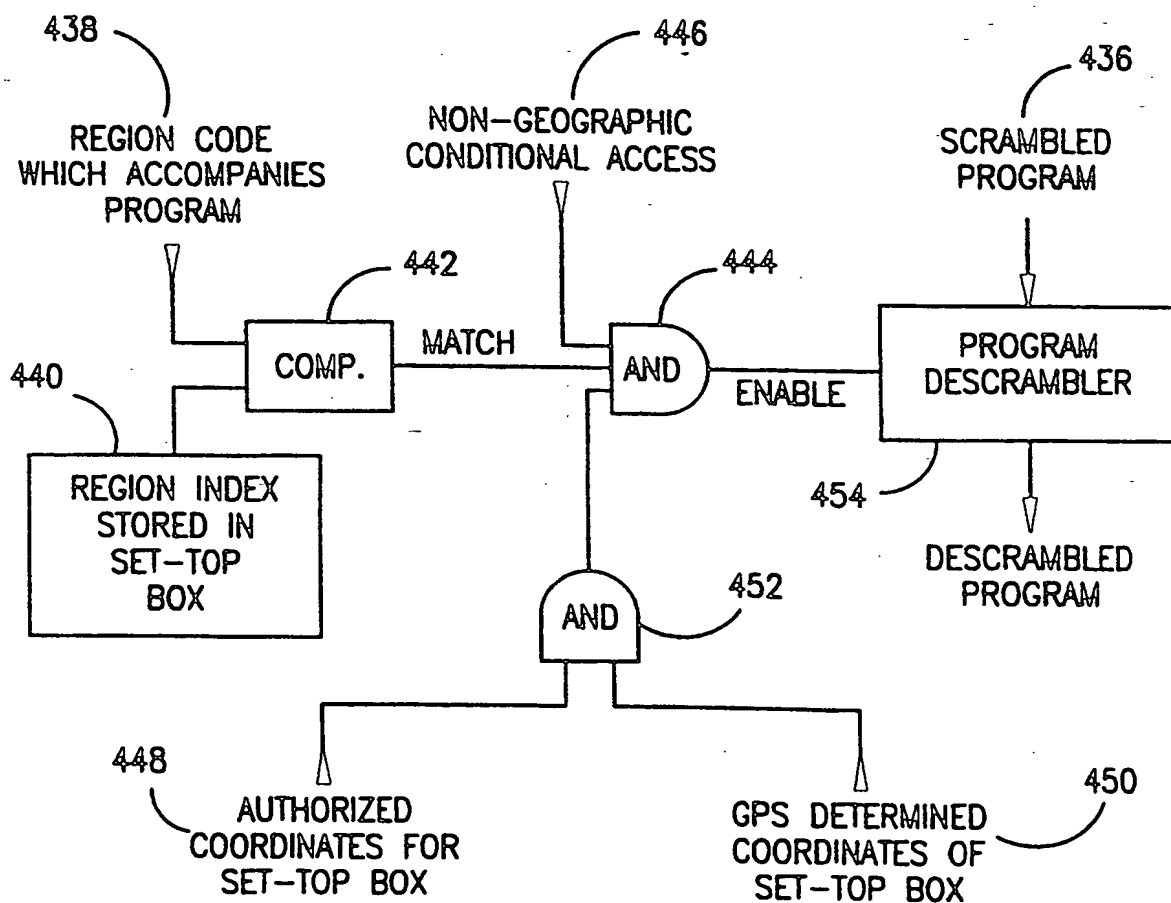 438
446
436
REGION CODE
WHICH ACCOMPANIES
PROGRAM
NON-GEOGRAPHIC
CONDITIONAL ACCESS
SCRAMBLED
PROGRAM
442
444
440
COMP.
MATCH
AND
ENABLE
PROGRAM
DESCRAMBLER
REGION INDEX
STORED IN
SET-TOP
BOX
454
DESCRAMBLED
PROGRAM
AND
452
448
AUTHORIZED
COORDINATES FOR
SET-TOP BOX
GPS DETERMINED
COORDINATES OF
SET-TOP BOX
450